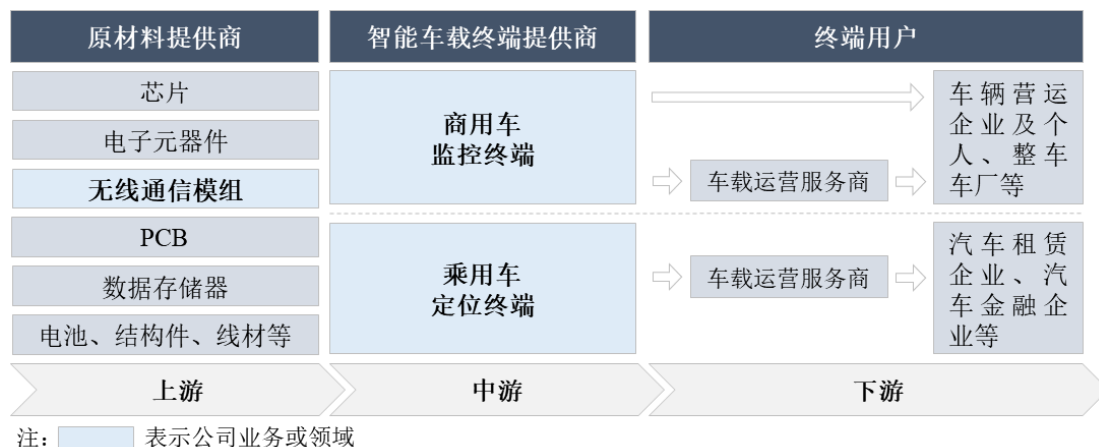 原材料提供商
智能车载终端提供商
终端用户
芯片
电子元器件
无线通信模组
PCB
数据存储器
电池、结构件、线材等
商用车
监控终端
乘用车
定位终端
车载运营服务商
车辆营运
企业及个
人、整车
车厂等
车载运营服务商
汽车租赁
企业、汽
车金融企
业等
上游
中游
下游
注：
表示公司业务或领域